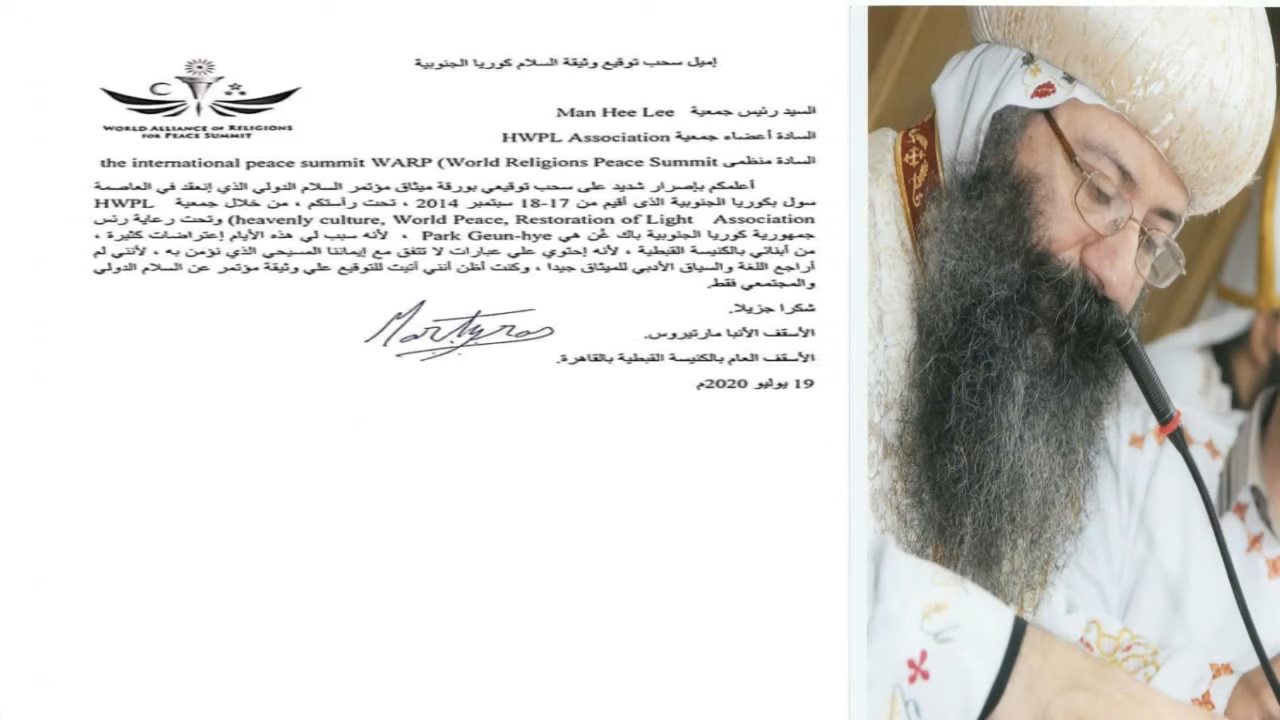 WORLD ALLIANCE OF RELIGIONS
FOR PEACE SUMMIT
إميل سحب توقيع وثيقة السلام كوريا الجنوبية
السيد رئيس جمعية Man Hee Lee
السادة أعضاء جمعية HWPL Association
السادة منظمى the international peace summit WARP (World Religions Peace Summit
أعلمكم بإصرار شديد على سحب توقيعي بورقة ميثاق مؤتمر السلام الدولي الذي إنعقد في العاصمة
سول بكوريا الجنوبية الذى أقيم من 17-18 سبتمبر 2014 ، تحت رأستكم ، من خلال جمعية HWPL
heavenly culture, World Peace, Restoration of Light Association) وتحت رعاية رئس
جمهورية كوريا الجنوبية باك غُن هي Park Geun-hye ، لأنه سبب لي هذه الأيام إعتراضات كثيرة ،
من أبنائي بالكنيسة القبطية ، لأنه إحتوي علي عبارات لا تتفق مع إيماننا المسيحي الذي نؤمن به ، لأنني لم
أراجع اللغة والسياق الأدبي للميثاق جيدا ، وكنت أظن أنني أتيت للتوقيع علي وثيقة مؤتمر عن السلام الدولي
والمجتمعي فقط.
شكرا جزيلا.
الأسقف الأنبا مارتيروس.
Martyros
الأسقف العام بالكنيسة القبطية بالقاهرة.
19 يوليو 2020م